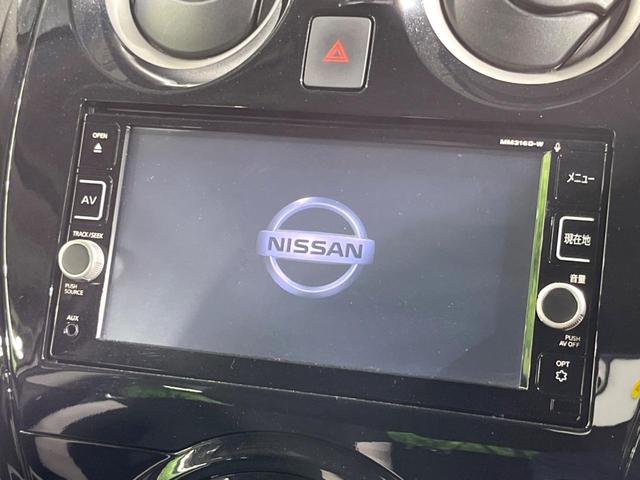 OPEN
MM316D-W
AV
メニュー
TRACK/SEEK
NISSAN
現在地
PUSH
SOURCE
音量
AUX
PUSH
AV OFF
OPT